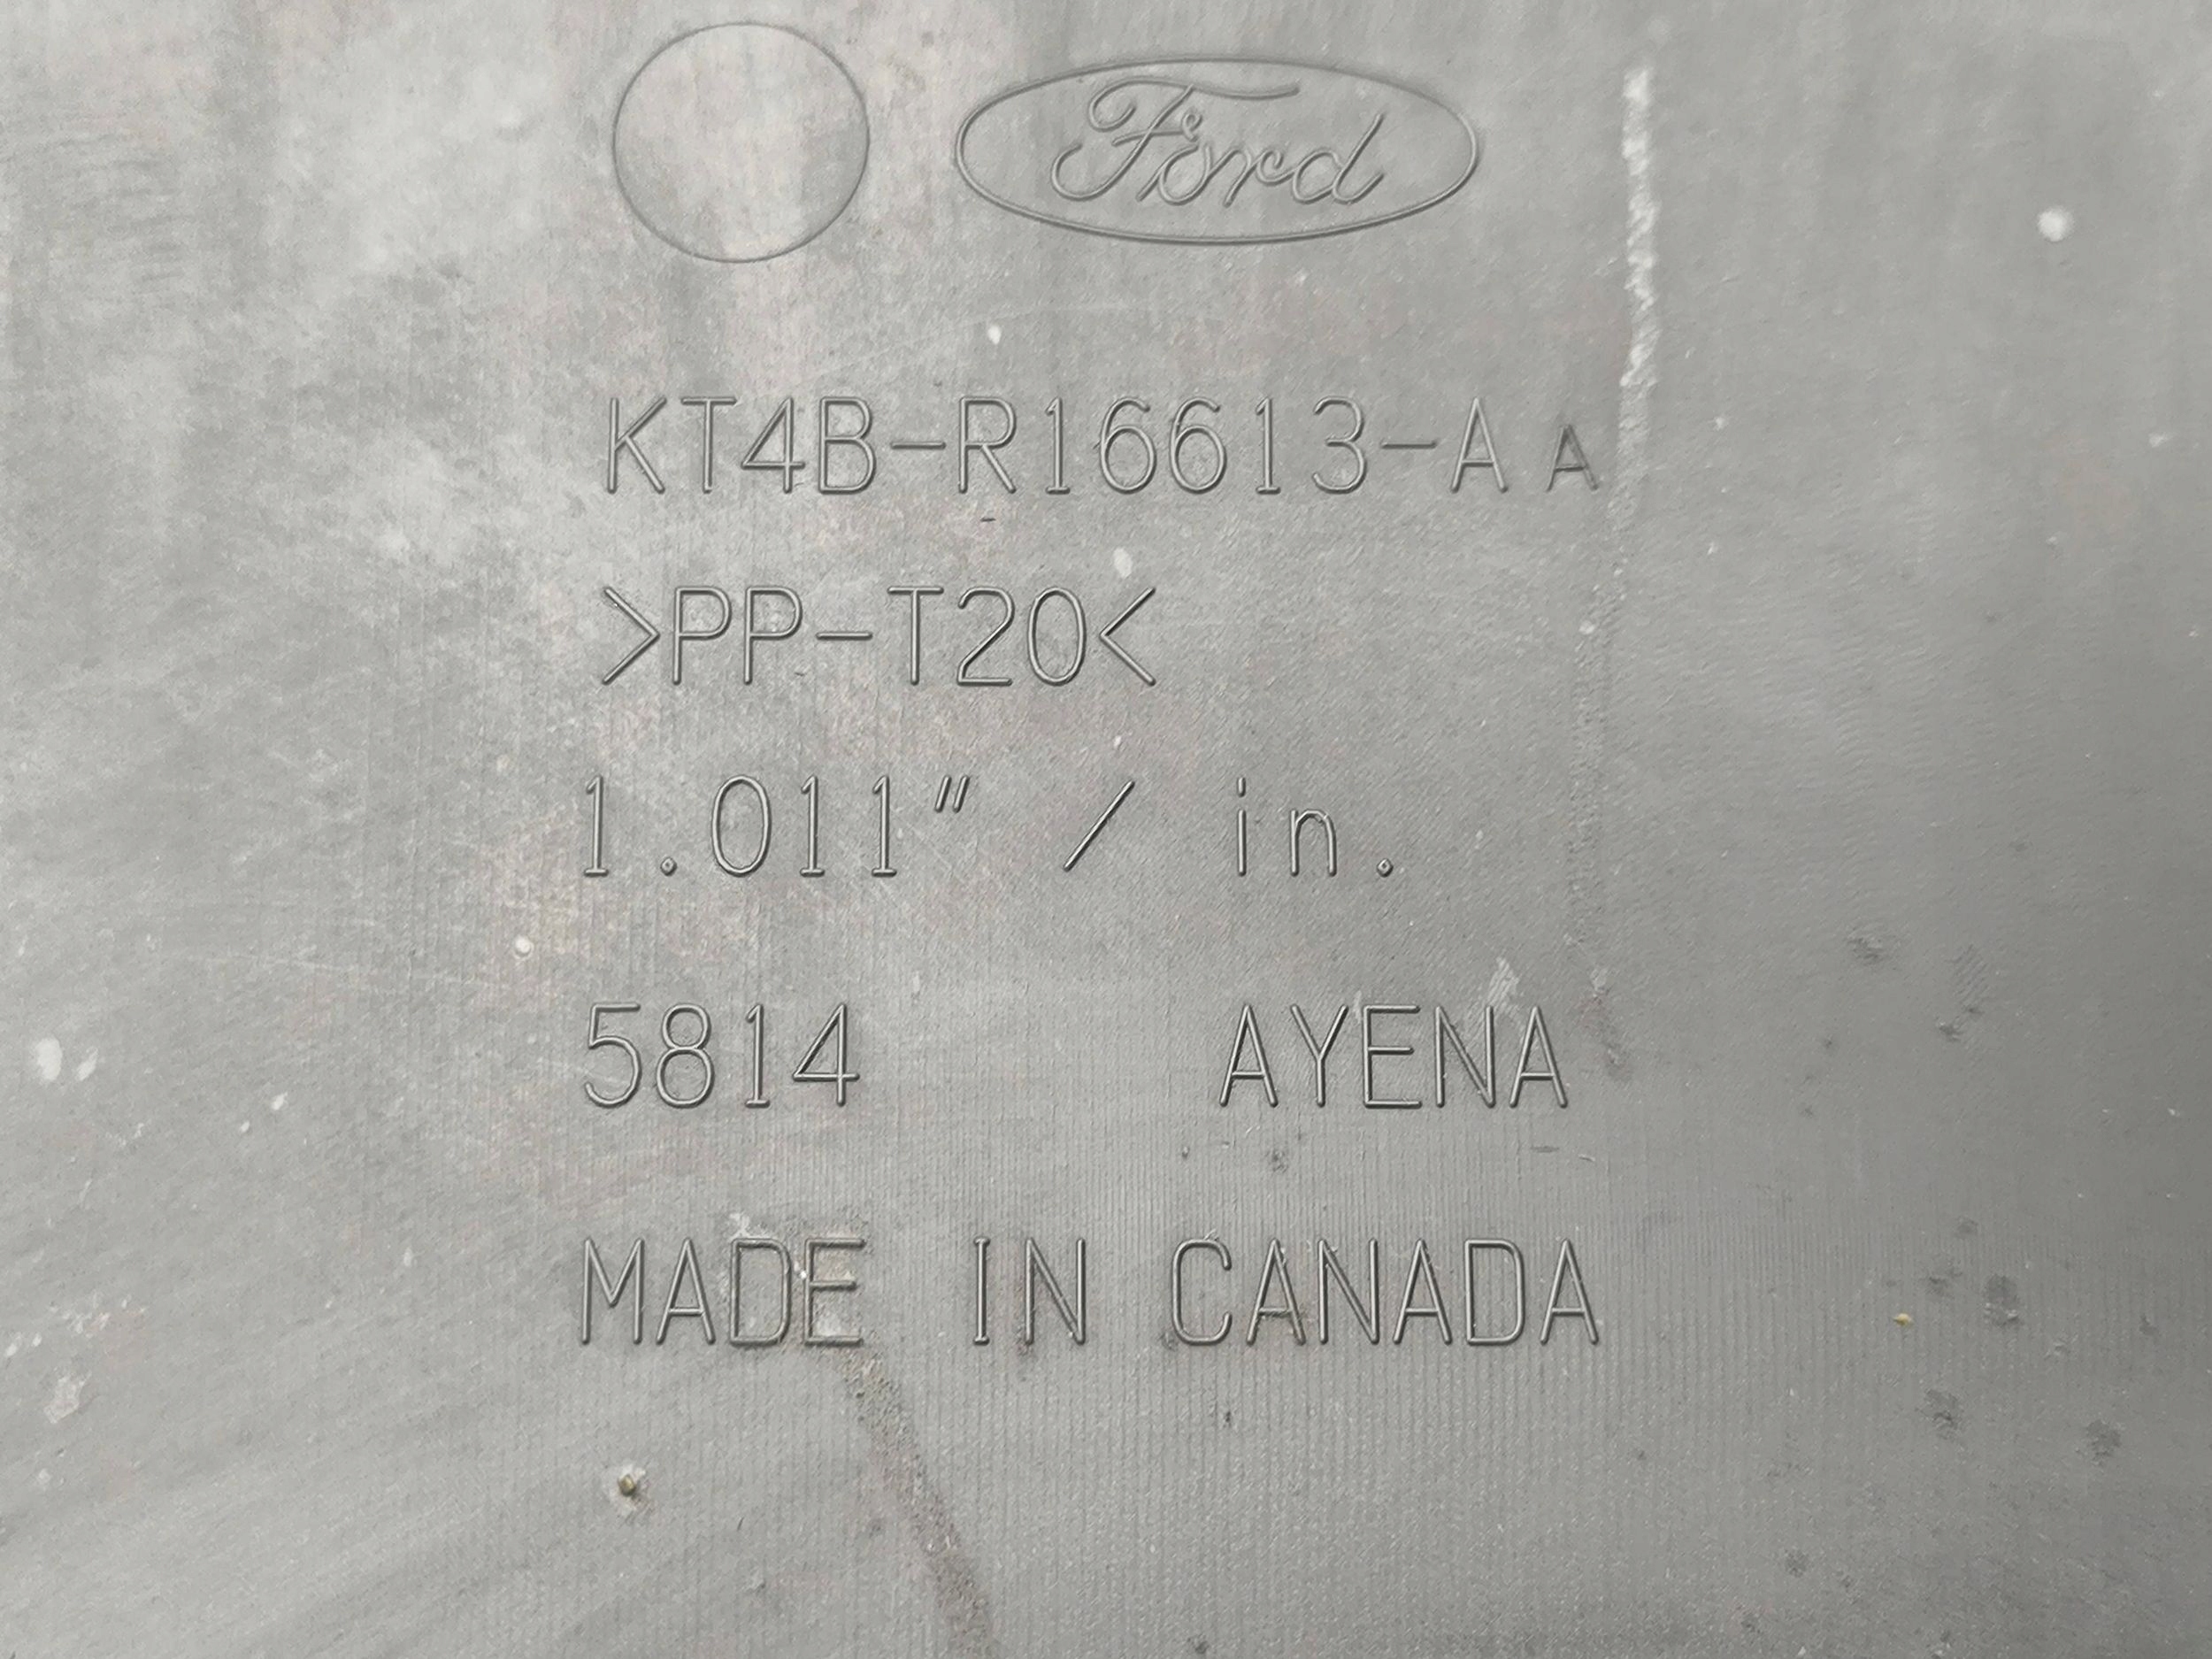 Ford
KT4B-R16613-AA
>PP-T20<
1.011" / in.
5814 AYENA
MADE IN CANADA